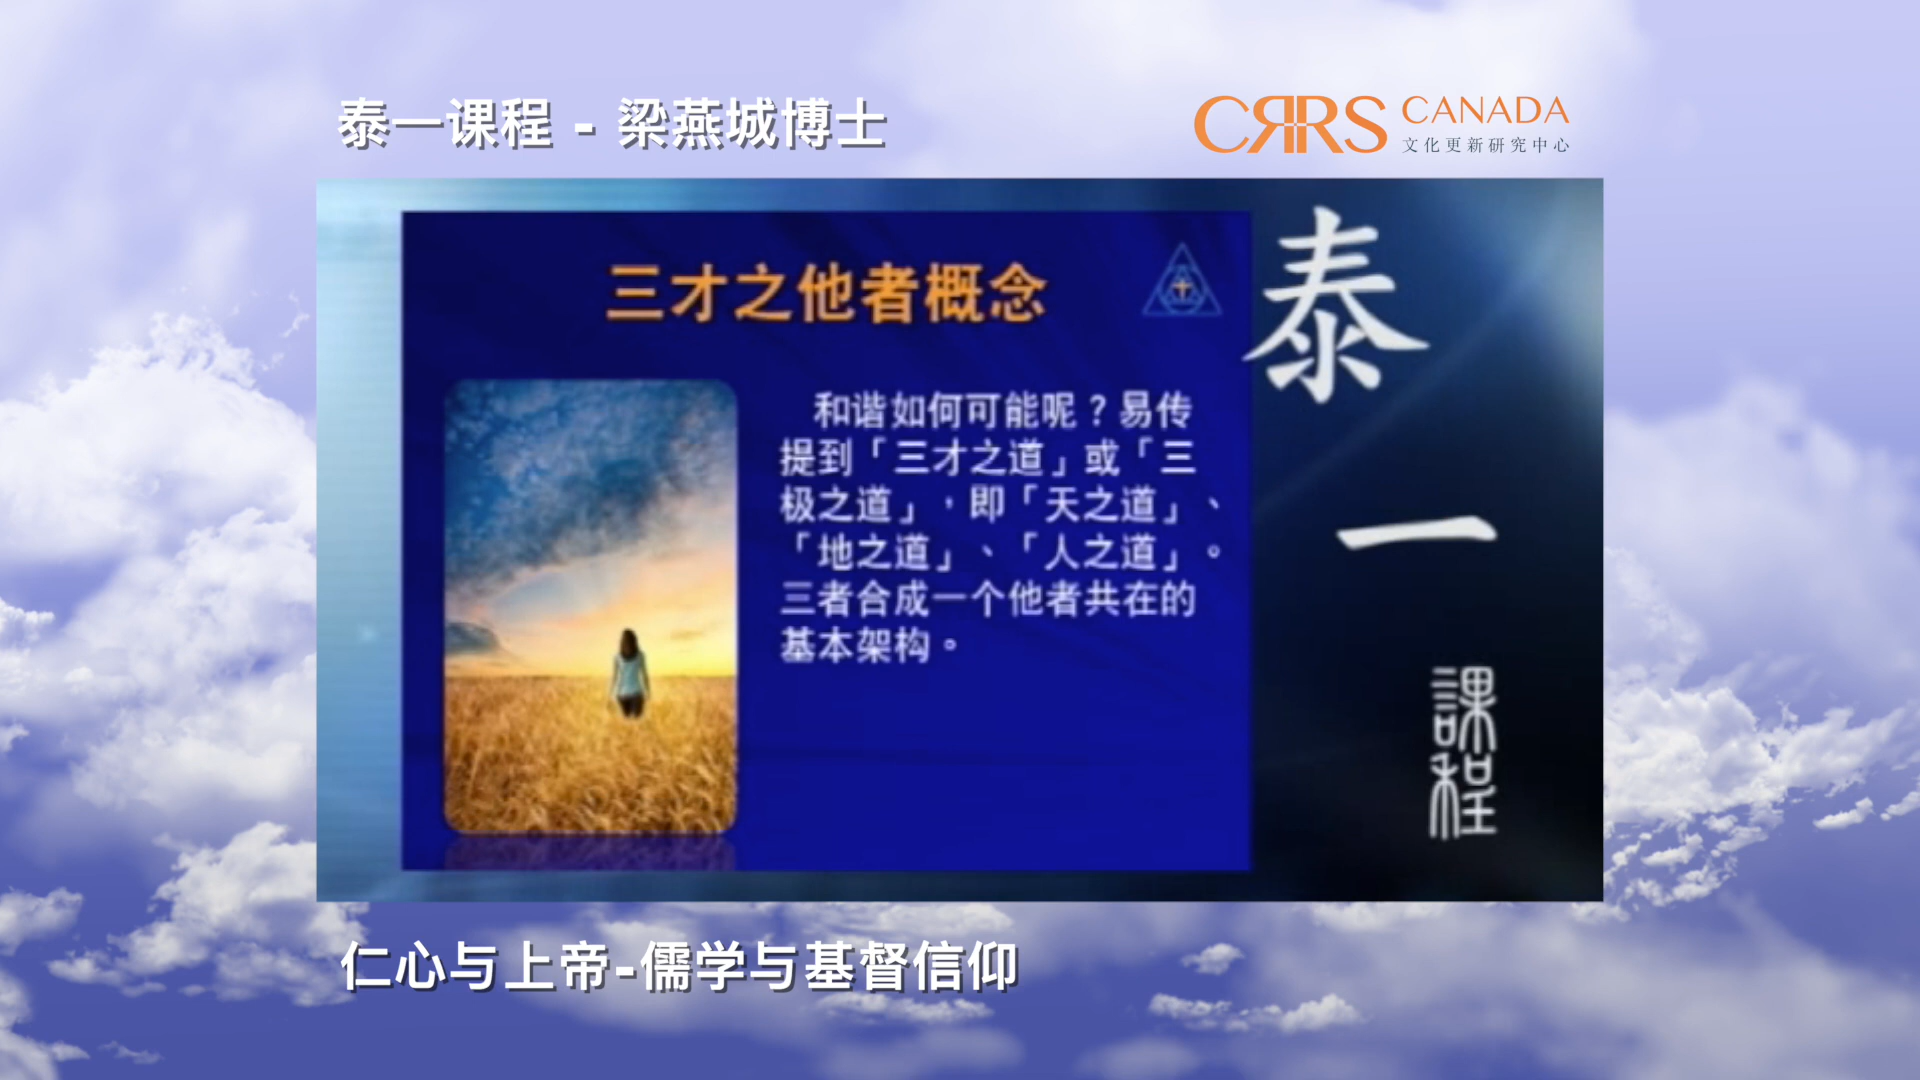 泰一课程 - 梁燕城博士
CRRS CANADA
文化更新研究中心
三才之他者概念
和谐如何可能呢？易传
提到「三才之道」或「三
极之道」，即「天之道」、
「地之道」、「人之道」。
三者合成一个他者共在的
基本架构。
泰一
課程
仁心与上帝-儒学与基督信仰